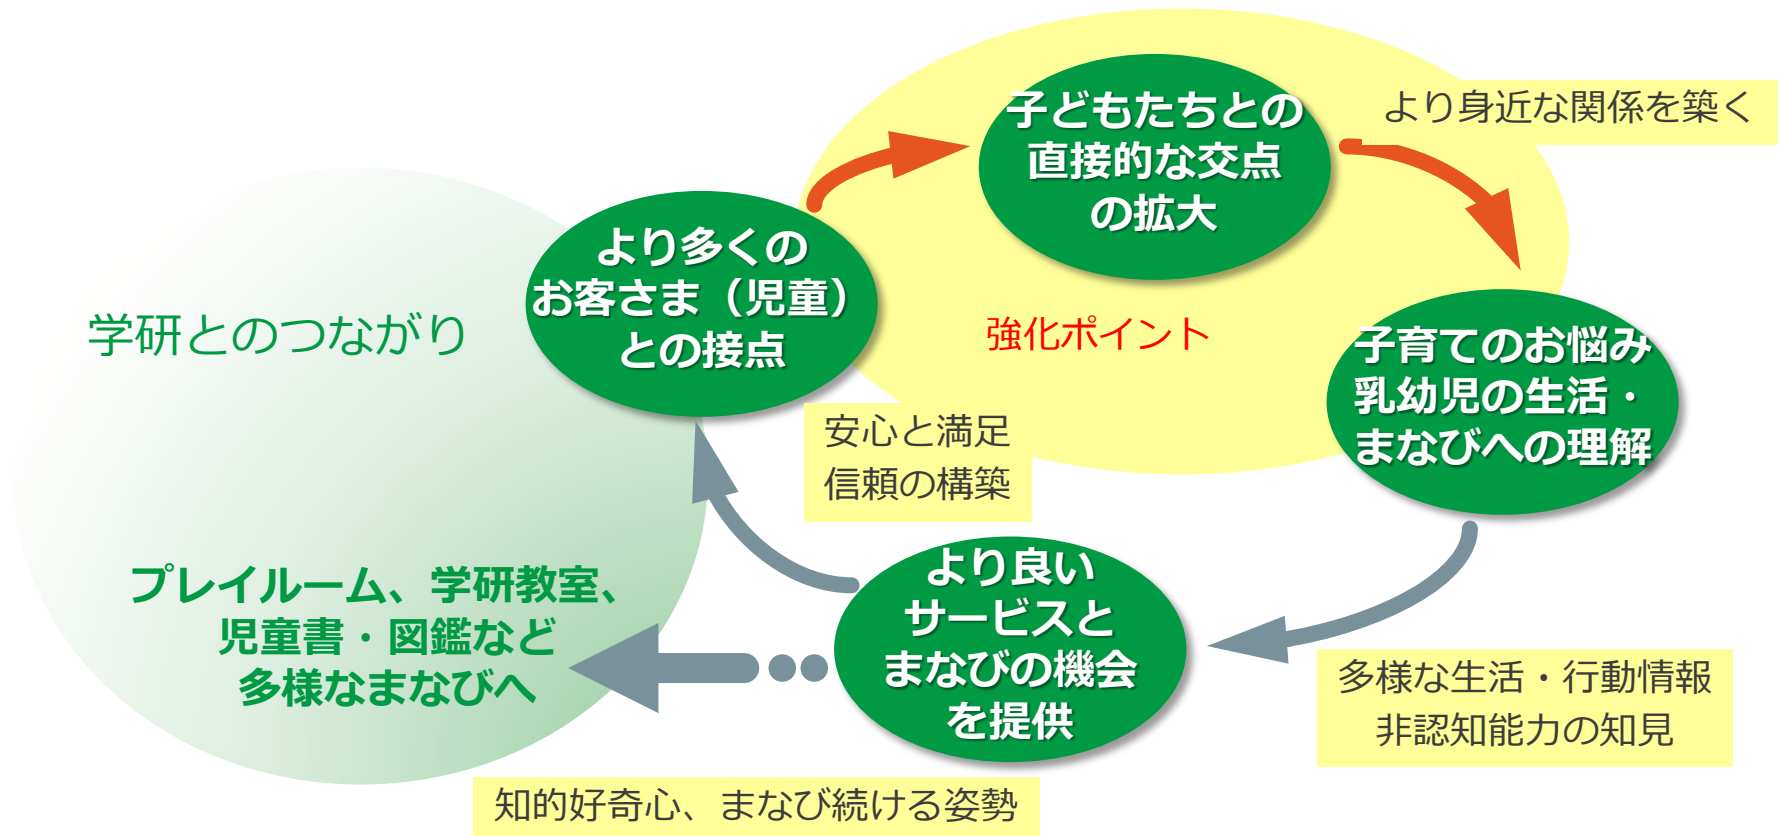 子どもたちとの
直接的な交点
の拡大
より身近な関係を築く
より多くの
お客さま（児童）
との接点
学研とのつながり
強化ポイント
子育てのお悩み
乳幼児の生活・
まなびへの理解
安心と満足
信頼の構築
より良い
サービスと
まなびの機会
を提供
プレイルーム、学研教室、
児童書・図鑑など
多様なまなびへ
多様な生活・行動情報
非認知能力の知見
知的好奇心、まなび続ける姿勢